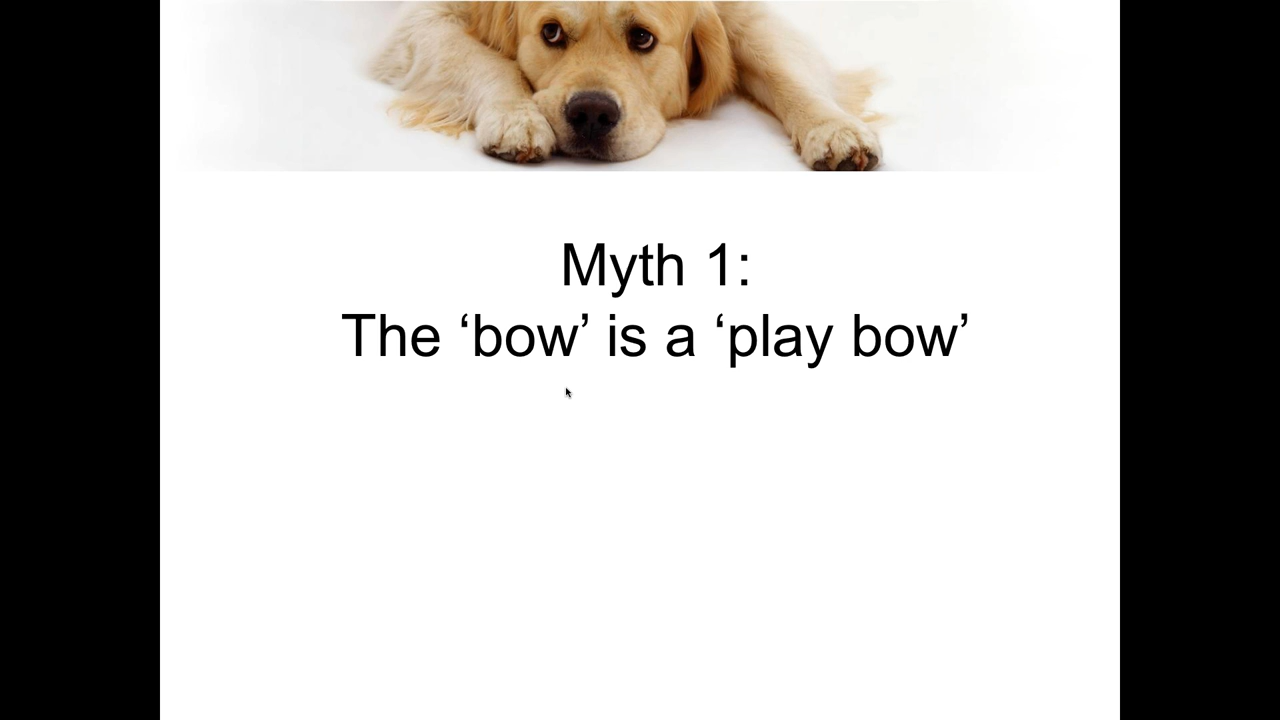 Myth 1:
The ‘bow’ is a ‘play bow’